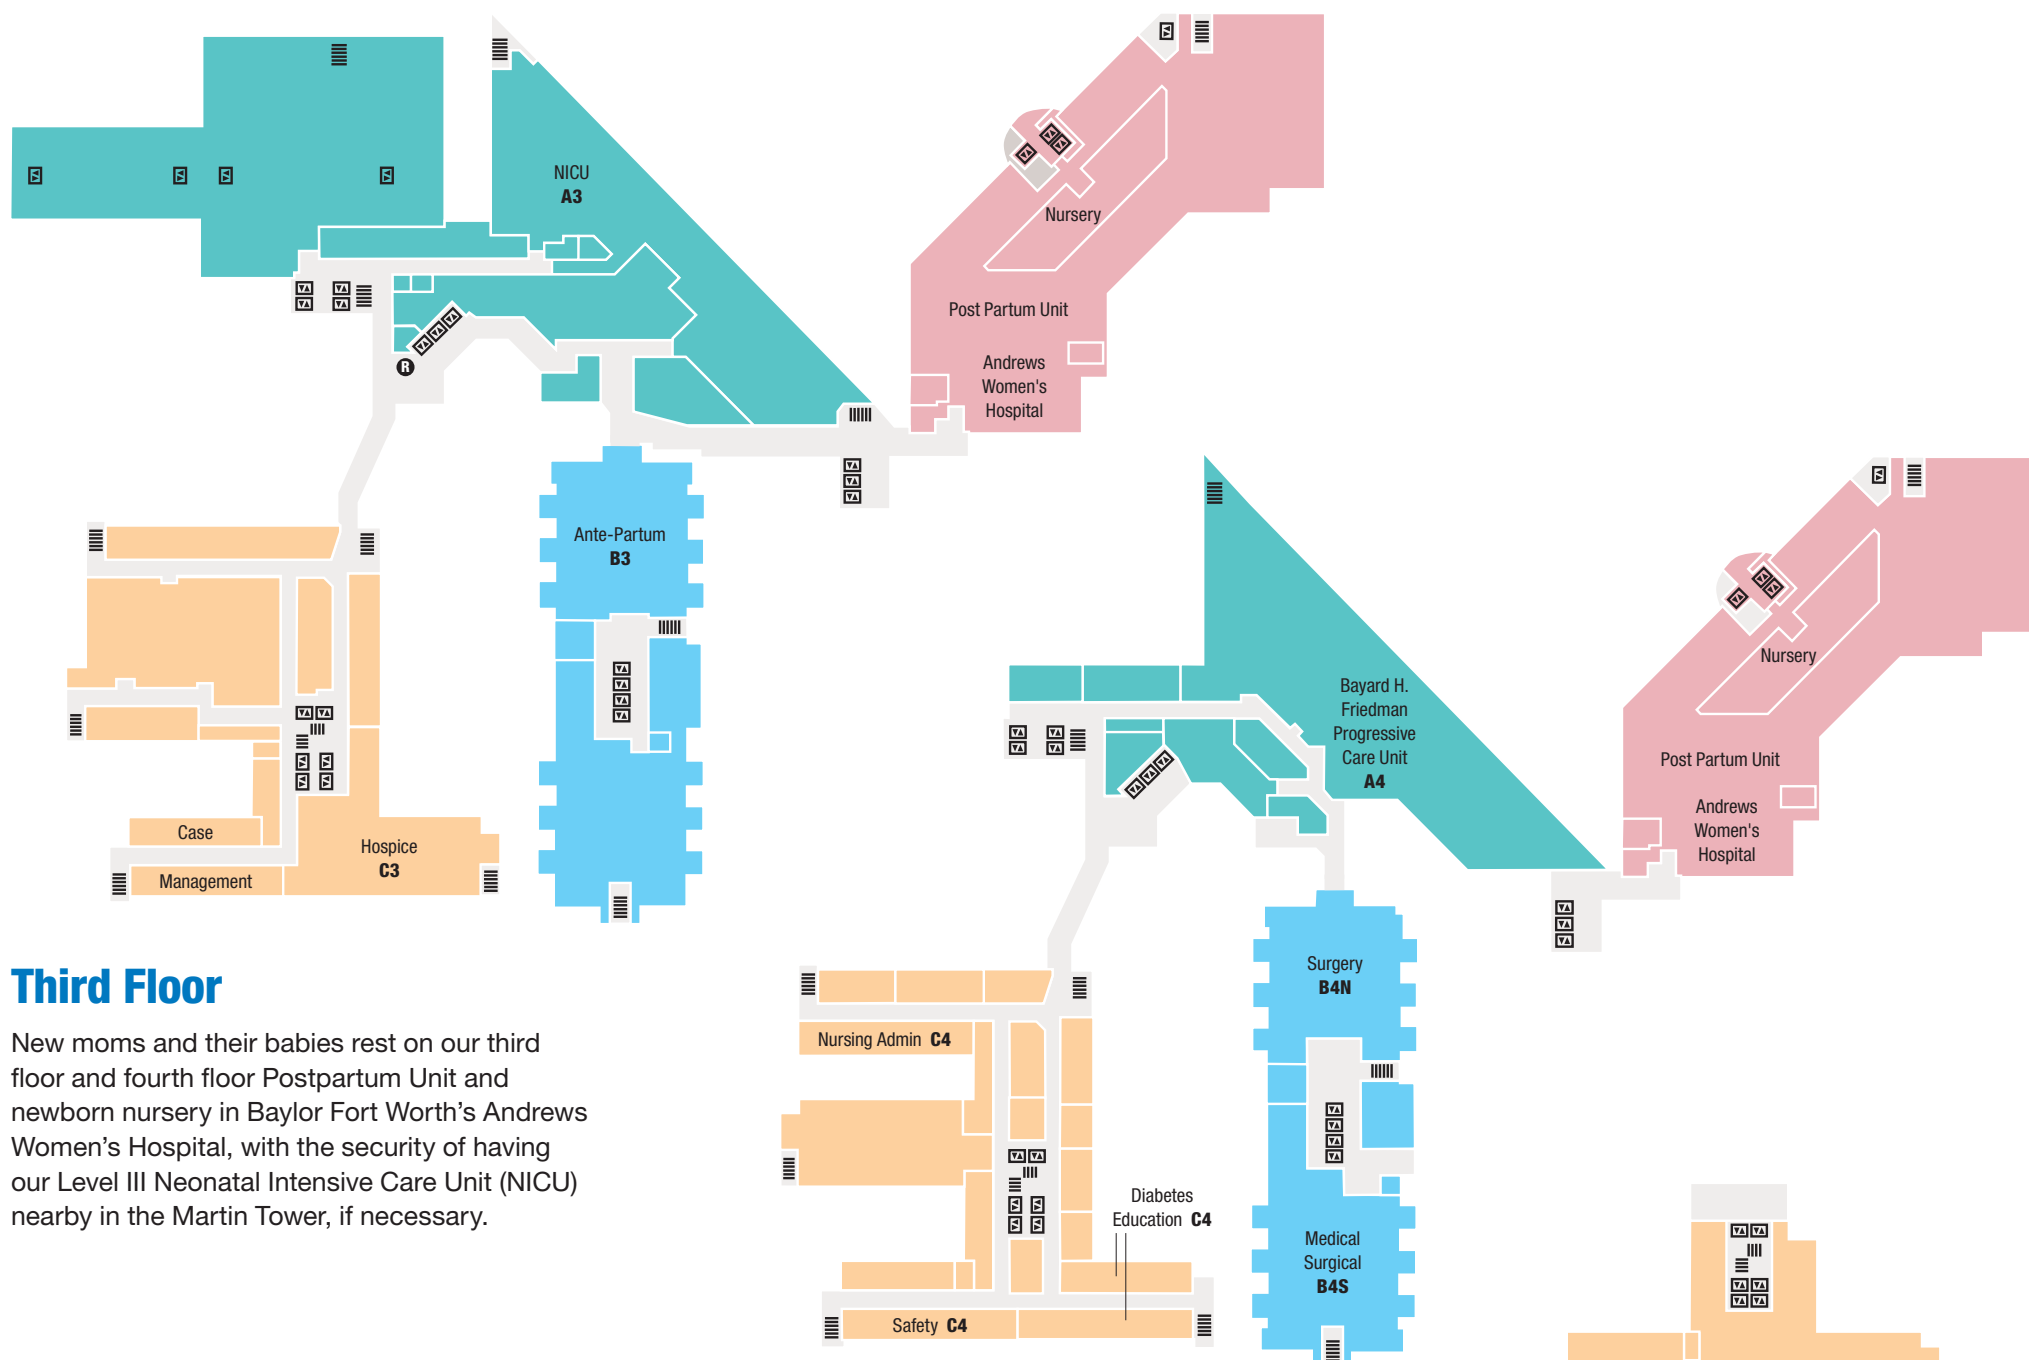 NICU
A3
Nursery
Post Partum Unit
Andrews
Women's
Hospital
R
Ante-Partum
B3
Case
Management
Hospice
C3
Third Floor
New moms and their babies rest on our third
floor and fourth floor Postpartum Unit and
newborn nursery in Baylor Fort Worth’s Andrews
Women’s Hospital, with the security of having
our Level III Neonatal Intensive Care Unit (NICU)
nearby in the Martin Tower, if necessary.
Bayard H.
Friedman
Progressive
Care Unit
A4
Nursery
Post Partum Unit
Andrews
Women's
Hospital
Surgery
B4N
Nursing Admin C4
Diabetes
Education C4
Medical
Surgical
B4S
Safety C4